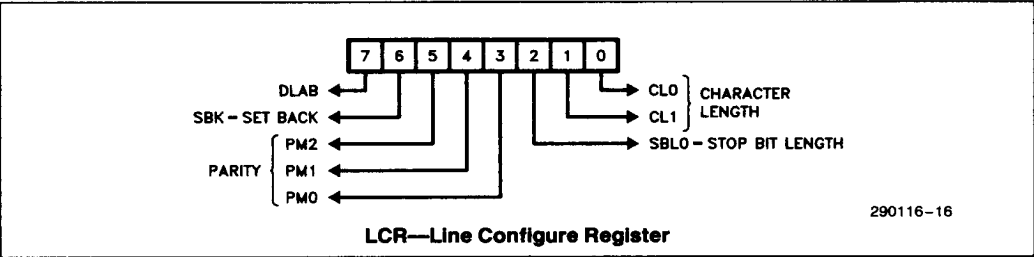 7 6 5 4 3 2 1 0
DLAB
CL0
CHARACTER
LENGTH
SBK – SET BACK
CL1
PM2
SBL0 – STOP BIT LENGTH
PARITY
PM1
PM0
290116–16
LCR—Line Configure Register